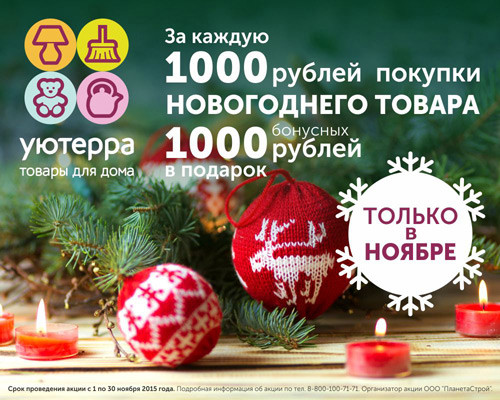 За каждую
1000 рублей покупки
НОВОГОДНЕГО ТОВАРА
1000 бонусных рублей
в подарок
уютерра
товары для дома
ТОЛЬКО
в
НОЯБРЕ
Срок проведения акции с 1 по 30 ноября 2015 года. Подробная информация об акции по тел. 8-800-100-71-71. Организатор акции ООО "ПланетаСтрой".